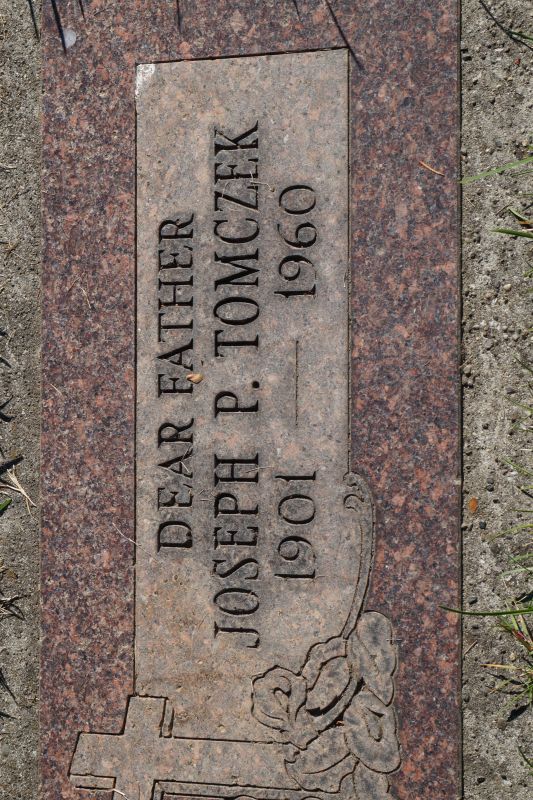 DEAR FATHER
JOSEPH P. TOMCZEK
1901 — 1960